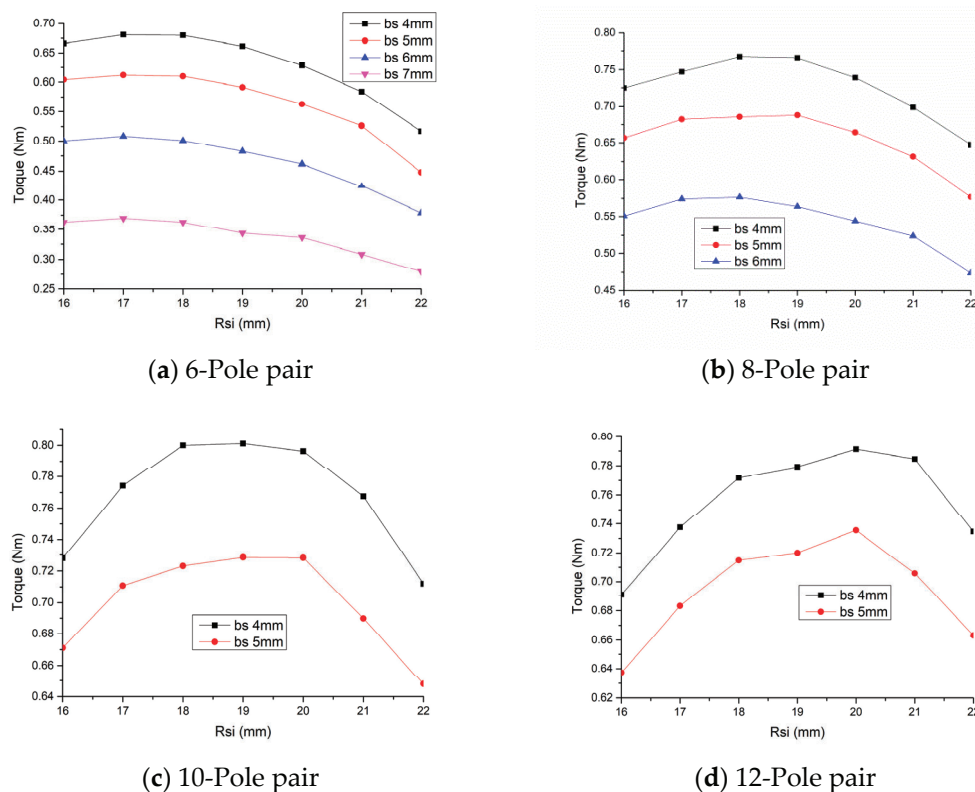 0.70
0.65
0.60
0.55
0.50
0.45
0.40
0.35
0.30
0.25
Torque (Nm)
bs 4mm
bs 5mm
bs 6mm
bs 7mm
16 17 18 19 20 21 22
Rsi (mm)
(a) 6-Pole pair
0.80
0.75
0.70
0.65
0.60
0.55
0.50
0.45
Torque (Nm)
bs 4mm
bs 5mm
bs 6mm
16 17 18 19 20 21 22
Rsi (mm)
(b) 8-Pole pair
0.80
0.78
0.76
0.74
0.72
0.70
0.68
0.66
0.64
Torque (Nm)
bs 4mm
bs 5mm
16 17 18 19 20 21 22
Rsi (mm)
(c) 10-Pole pair
0.80
0.78
0.76
0.74
0.72
0.70
0.68
0.66
0.64
0.62
Torque (Nm)
bs 4mm
bs 5mm
16 17 18 19 20 21 22
Rsi (mm)
(d) 12-Pole pair